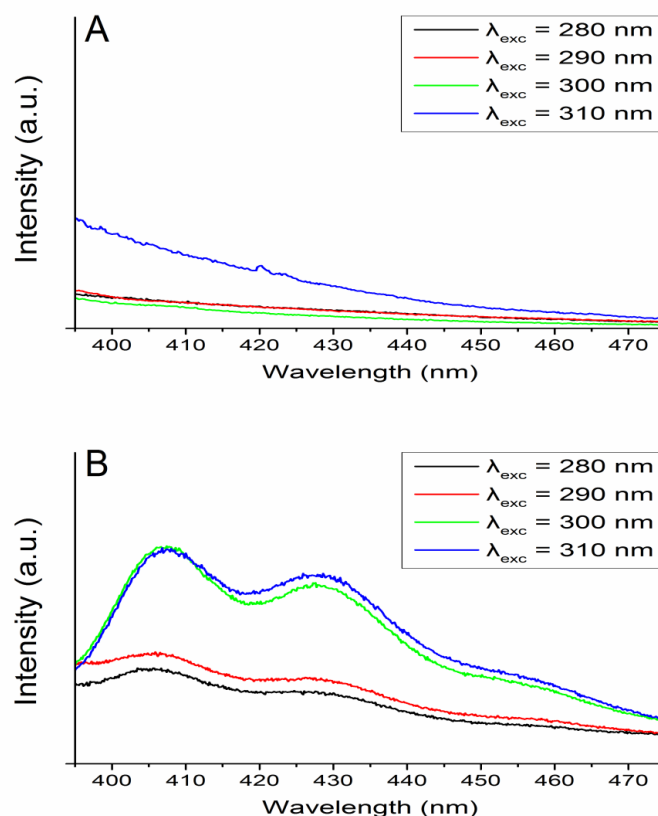 A
λexc = 280 nm
λexc = 290 nm
λexc = 300 nm
λexc = 310 nm
Intensity (a.u.)
400 410 420 430 440 450 460 470
Wavelength (nm)
B
λexc = 280 nm
λexc = 290 nm
λexc = 300 nm
λexc = 310 nm
Intensity (a.u.)
400 410 420 430 440 450 460 470
Wavelength (nm)